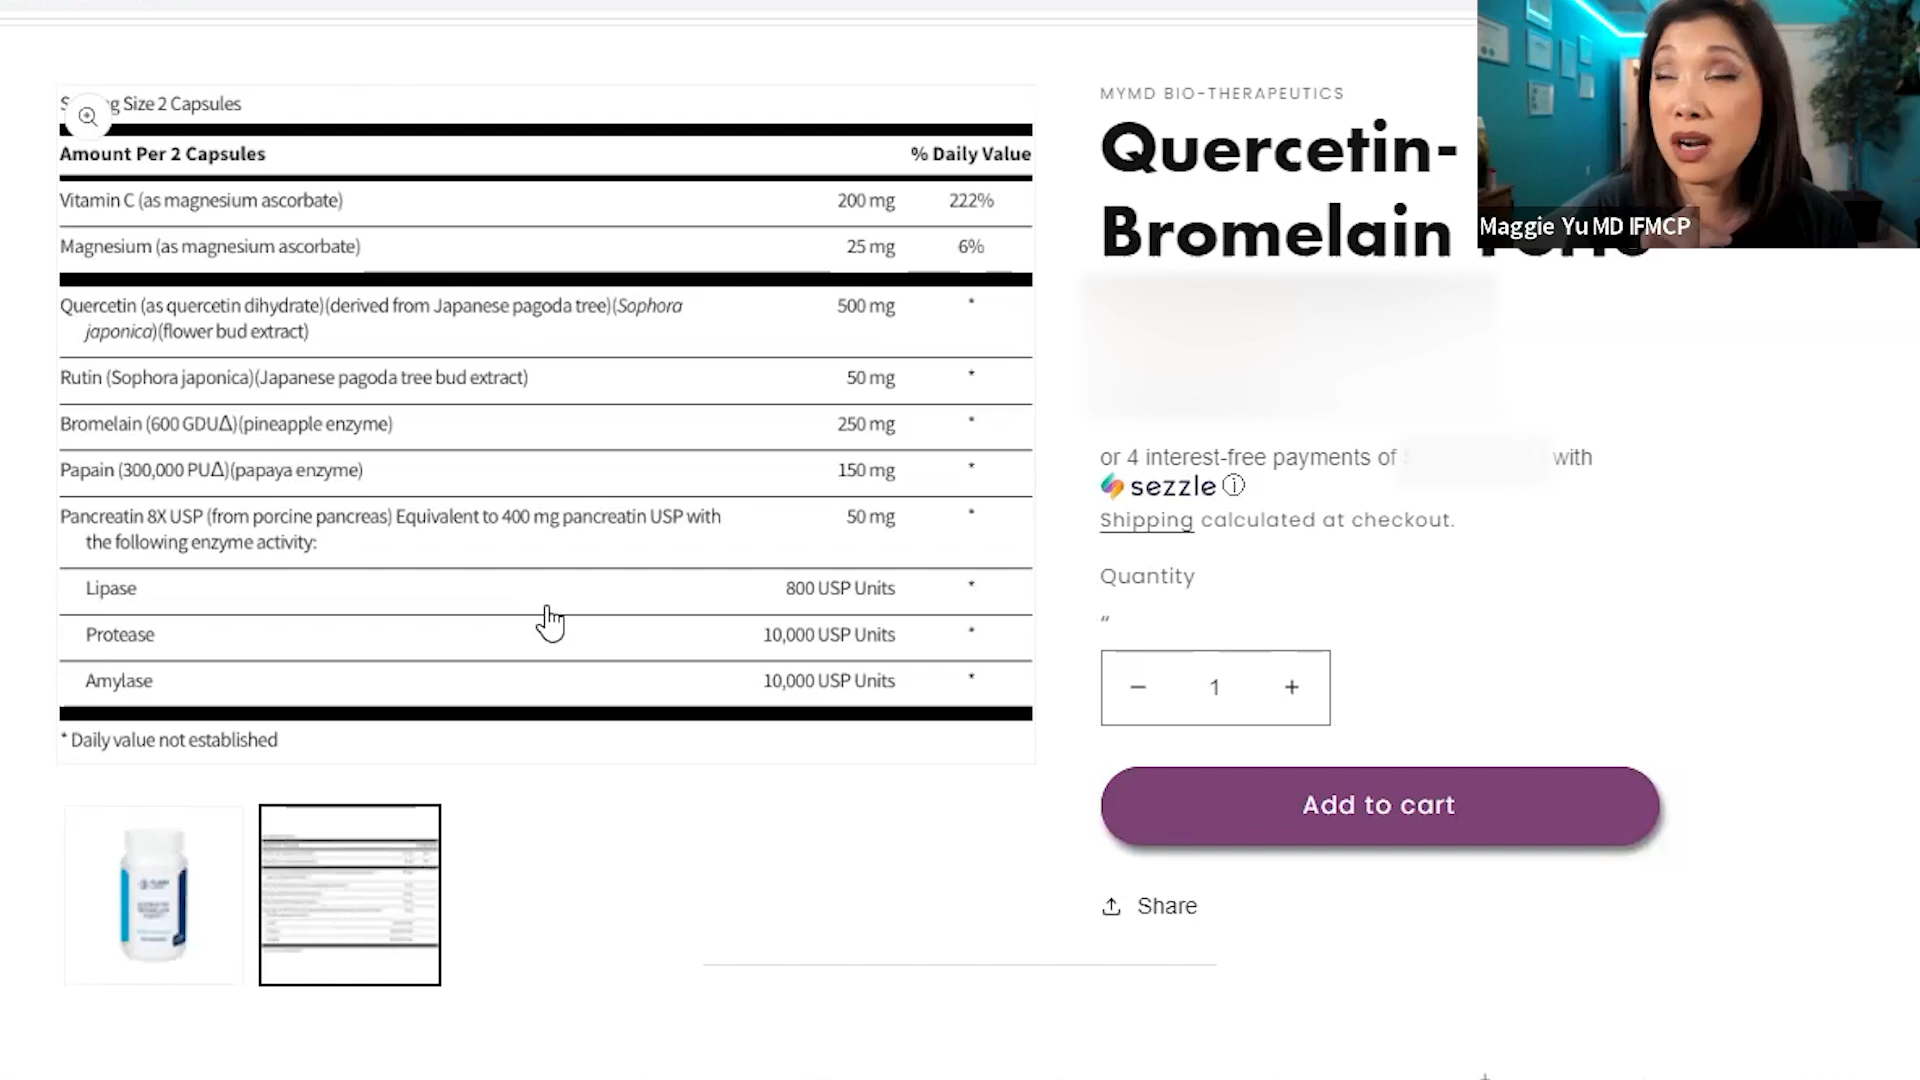 Size 2 Capsules
Amount Per 2 Capsules % Daily Value
Vitamin C (as magnesium ascorbate) 200 mg 222%
Magnesium (as magnesium ascorbate) 25 mg 6%
Quercetin (as quercetin dihydrate)(derived from Japanese pagoda tree)(Sophora 500 mg *
japonica)(flower bud extract)
Rutin (Sophora japonica)(Japanese pagoda tree bud extract) 50 mg *
Bromelain (600 GDUΔ)(pineapple enzyme) 250 mg *
Papain (300,000 PUΔ)(papaya enzyme) 150 mg *
Pancreatin 8X USP (from porcine pancreas) Equivalent to 400 mg pancreatin USP with 50 mg *
the following enzyme activity:
Lipase 800 USP Units *
Protease 10,000 USP Units *
Amylase 10,000 USP Units *
* Daily value not established
MYMD BIO-THERAPEUTICS
Quercetin-
Bromelain
or 4 interest-free payments of with
sezzle
Shipping calculated at checkout.
Quantity
"
− 1 +
Add to cart
Share
Maggie Yu MD IFMCP